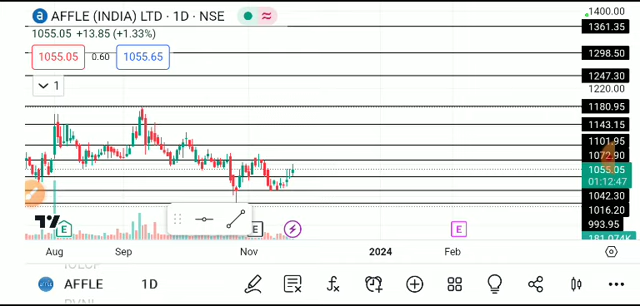 AFFLE (INDIA) LTD · 1D · NSE
1055.05 +13.85 (+1.33%)
1055.05 0.60 1055.65
1
1400.00
1361.35
1298.50
1247.30
1220.00
1180.95
1143.15
1101.95
1072.90
1055.05
01:12:47
1042.30
1016.20
993.95
E E E
Aug Sep Nov 2024 Feb
AFFLE 1D